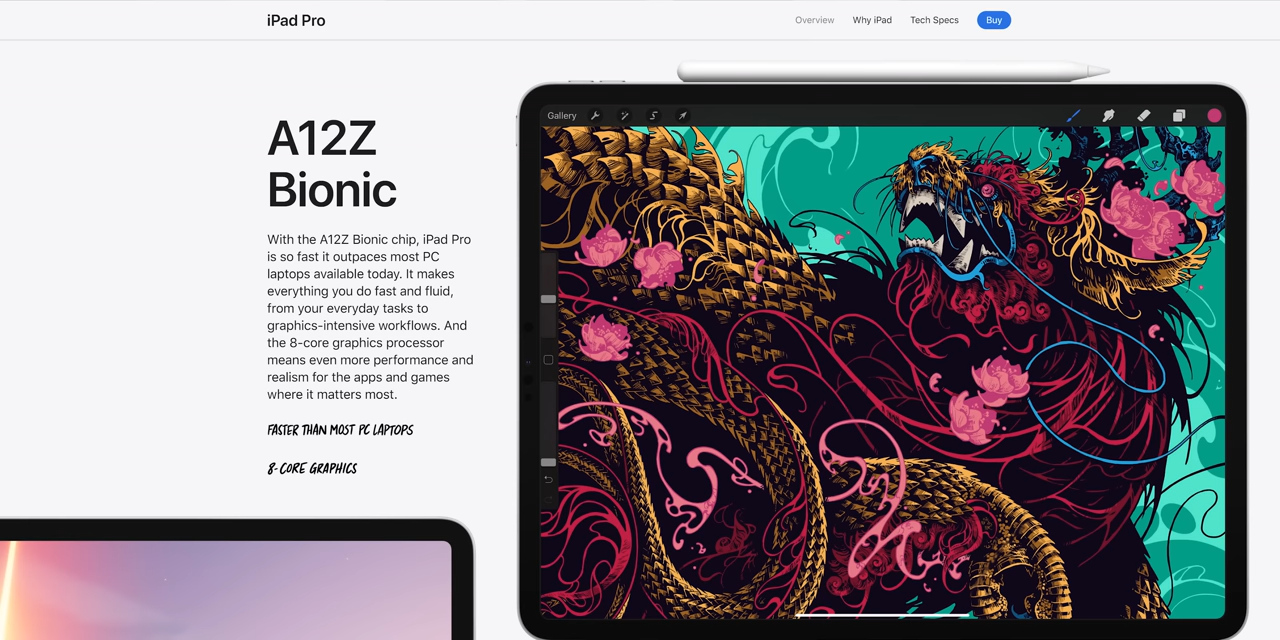 iPad Pro
Overview Why iPad Tech Specs Buy
A12Z
Bionic
With the A12Z Bionic chip, iPad Pro
is so fast it outpaces most PC
laptops available today. It makes
everything you do fast and fluid,
from your everyday tasks to
graphics-intensive workflows. And
the 8-core graphics processor
means even more performance and
realism for the apps and games
where it matters most.
FASTER THAN MOST PC LAPTOPS
8-CORE GRAPHICS
Gallery